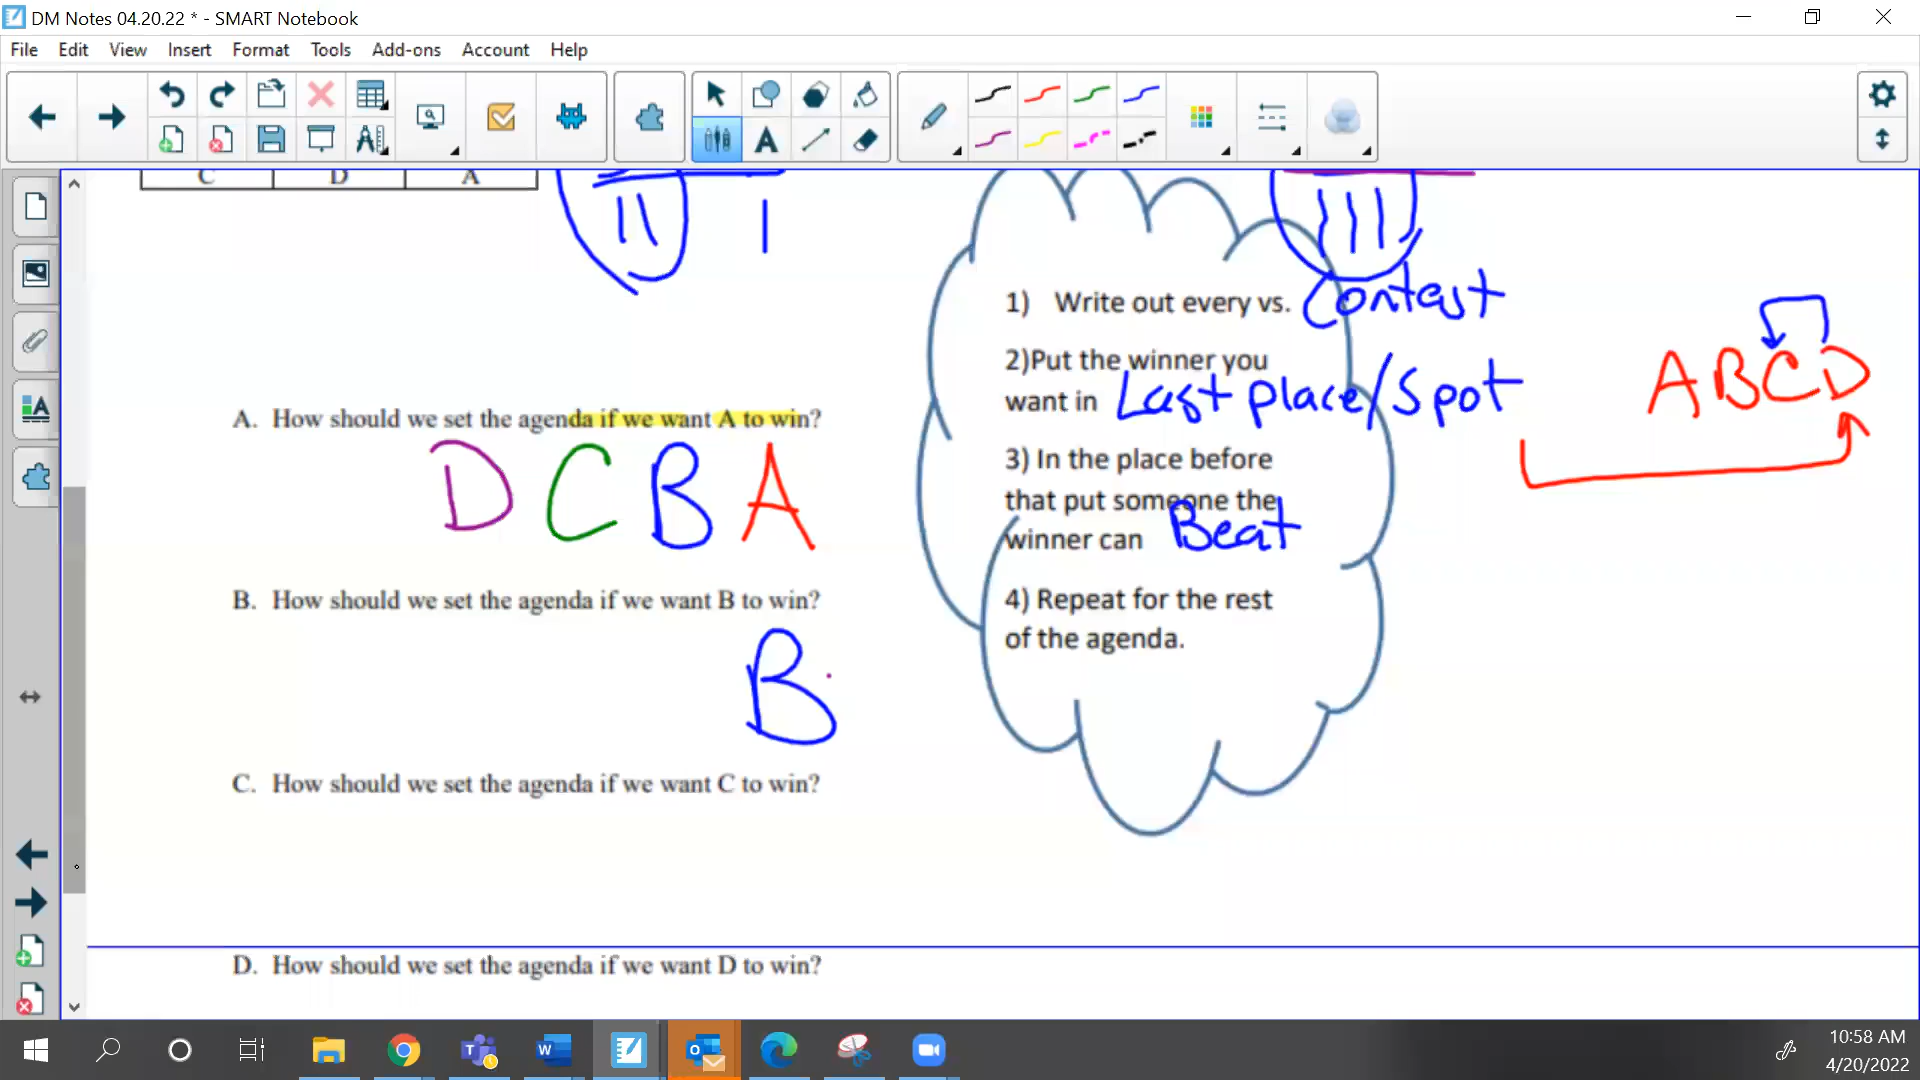 DM Notes 04.20.22 * - SMART Notebook
File Edit View Insert Format Tools Add-ons Account Help
C D A
1) Write out every vs. Contest
2)Put the winner you
want in Last place/Spot
A B C D
A. How should we set the agenda if we want A to win?
D C B A
3) In the place before
that put someone the
winner can Beat
B. How should we set the agenda if we want B to win?
4) Repeat for the rest
of the agenda.
B
C. How should we set the agenda if we want C to win?
D. How should we set the agenda if we want D to win?
10:58 AM
4/20/2022